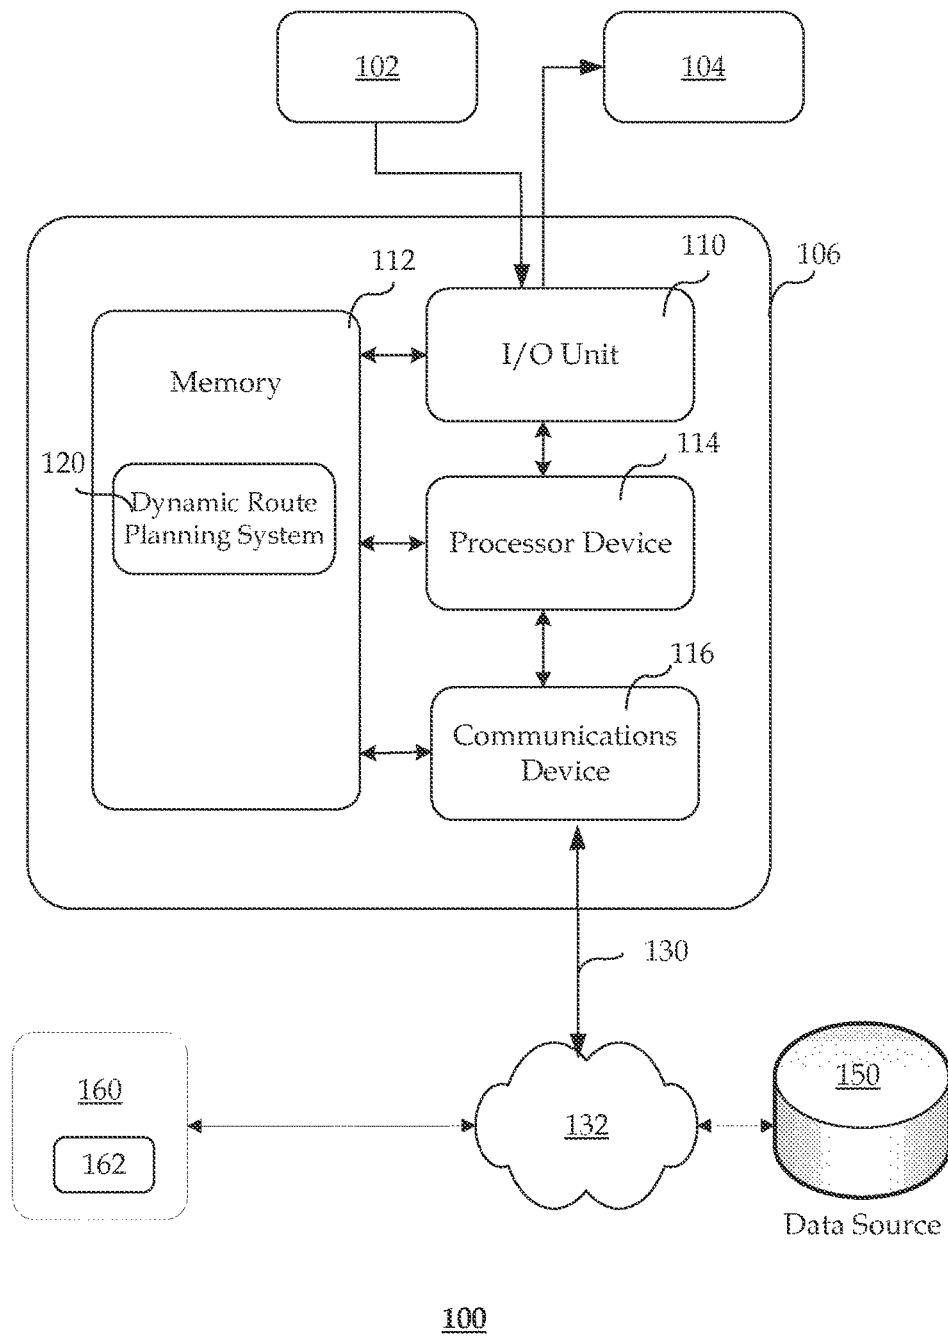 102
104
110
106
112
I/O Unit
Memory
114
120
Dynamic Route
Planning System
Processor Device
116
Communications
Device
130
160
162
132
150
Data Source
100